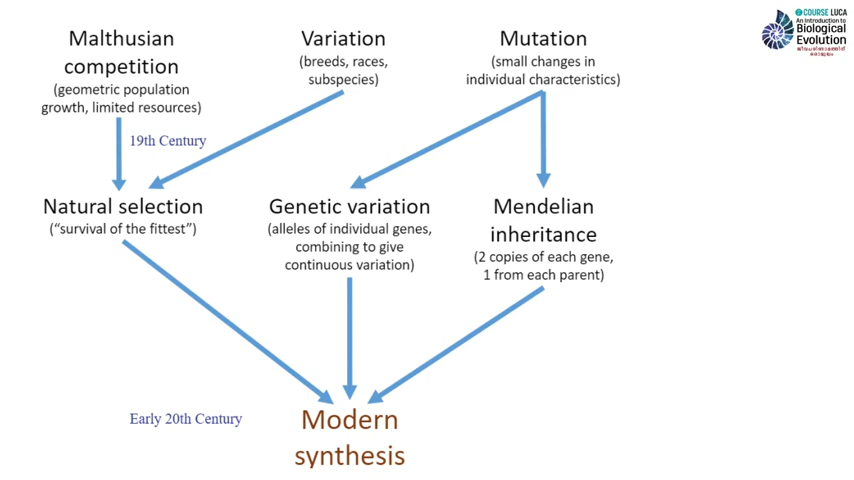 Malthusian
competition
(geometric population
growth, limited resources)
Variation
(breeds, races,
subspecies)
Mutation
(small changes in
individual characteristics)
COURSE LUCA
An Introduction to
Biological
Evolution
19th Century
Natural selection
(“survival of the fittest”)
Genetic variation
(alleles of individual genes,
combining to give
continuous variation)
Mendelian
inheritance
(2 copies of each gene,
1 from each parent)
Early 20th Century
Modern
synthesis